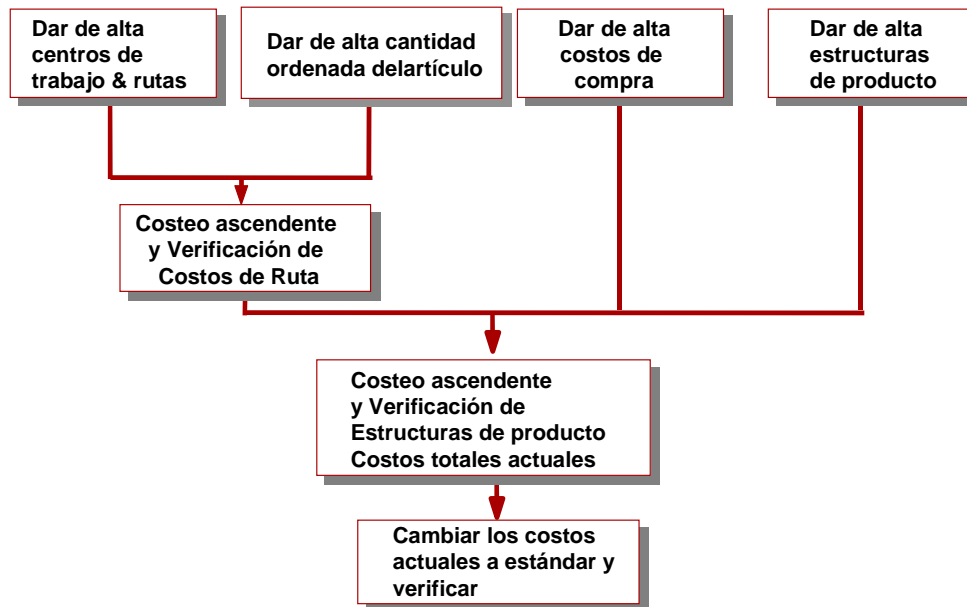 Dar de alta
centros de
trabajo & rutas
Dar de alta cantidad
ordenada delartículo
Dar de alta
costos de
compra
Dar de alta
estructuras
de producto
Costeo ascendente
y Verificación de
Costos de Ruta
Costeo ascendente
y Verificación de
Estructuras de producto
Costos totales actuales
Cambiar los costos
actuales a estándar y
verificar